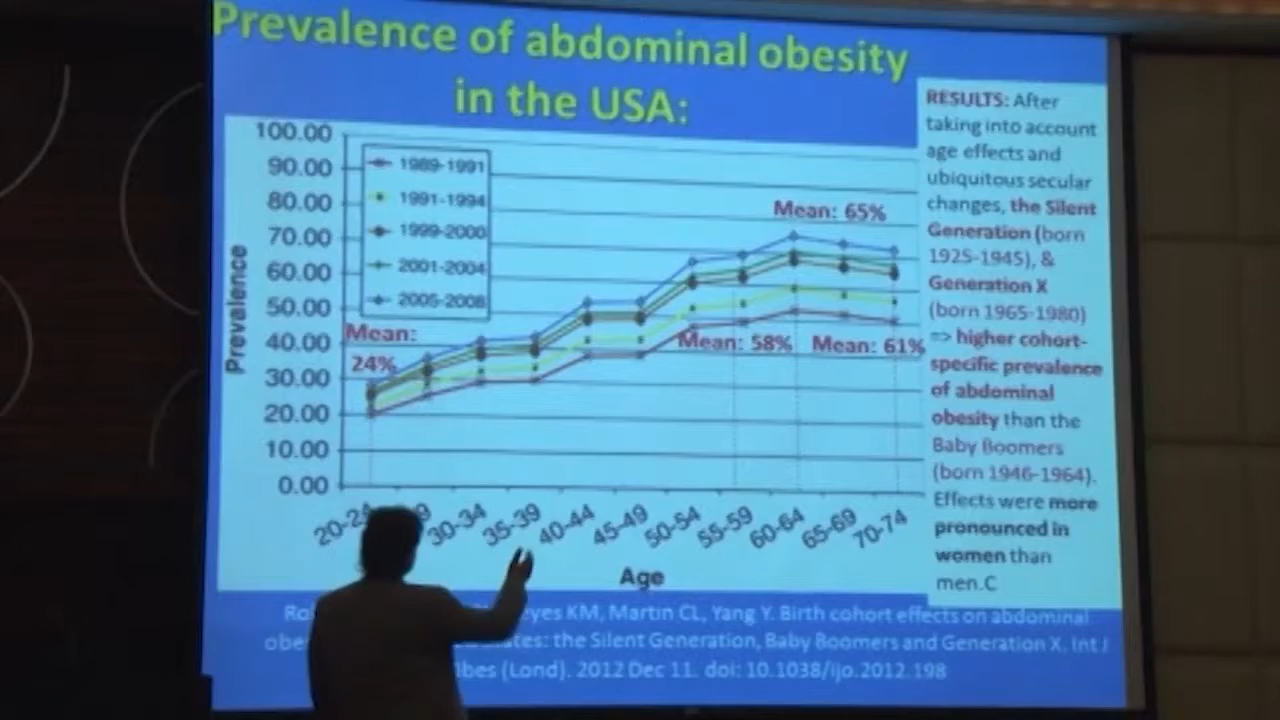 Prevalence of abdominal obesity
in the USA:
100.00
90.00
80.00
70.00
60.00
50.00
40.00
30.00
20.00
10.00
0.00
Prevalence
1989-1991
1991-1994
1999-2000
2001-2004
2005-2008
Mean:
24%
Mean: 65%
Mean: 58%
Mean: 61%
20-24
30-34
35-39
40-44
45-49
50-54
55-59
60-64
65-69
70-74
Age
RESULTS: After
taking into account
age effects and
ubiquitous secular
changes, the Silent
Generation (born
1925-1945), &
Generation X
(born 1965-1980)
=> higher cohort-
specific prevalence
of abdominal
obesity than the
Baby Boomers
(born 1946-1964).
Effects were more
pronounced in
women than
men.C
KM, Martin CL, Yang Y. Birth cohort effects on abdominal
the Silent Generation, Baby Boomers and Generation X. Int J
(Lond). 2012 Dec 11. doi: 10.1038/ijo.2012.198